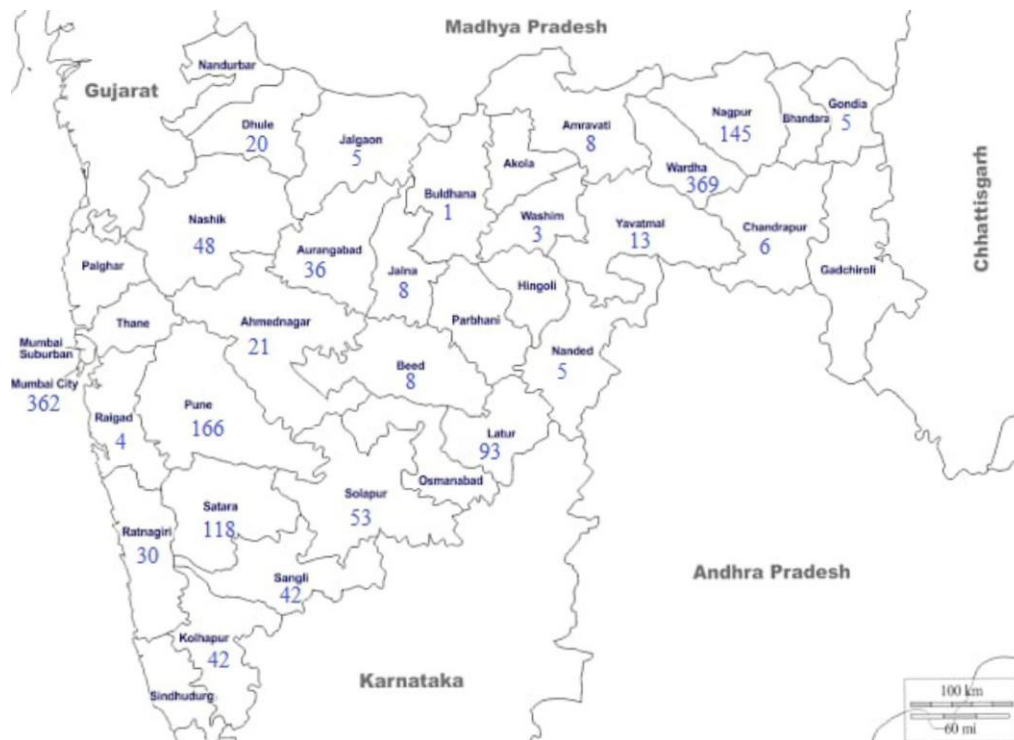 Madhya Pradesh
Nandurbar
Gujarat
Dhule
20
Jalgaon
5
Buldhana
1
Akola
Amravati
8
Nagpur
145
Bhandara
Gondia
5
Wardha
369
Washim
3
Yavatmal
13
Chandrapur
6
Gadchiroli
Chhattisgarh
Nashik
48
Aurangabad
36
Jalna
8
Hingoli
Parbhani
Palghar
Thane
Mumbai
Suburban
Mumbai City
362
Ahmednagar
21
Beed
8
Nanded
5
Raigad
4
Pune
166
Latur
93
Osmanabad
Solapur
53
Satara
118
Ratnagiri
30
Sangli
42
Kolhapur
42
Sindhudurg
Karnataka
Andhra Pradesh
100 km
60 mi